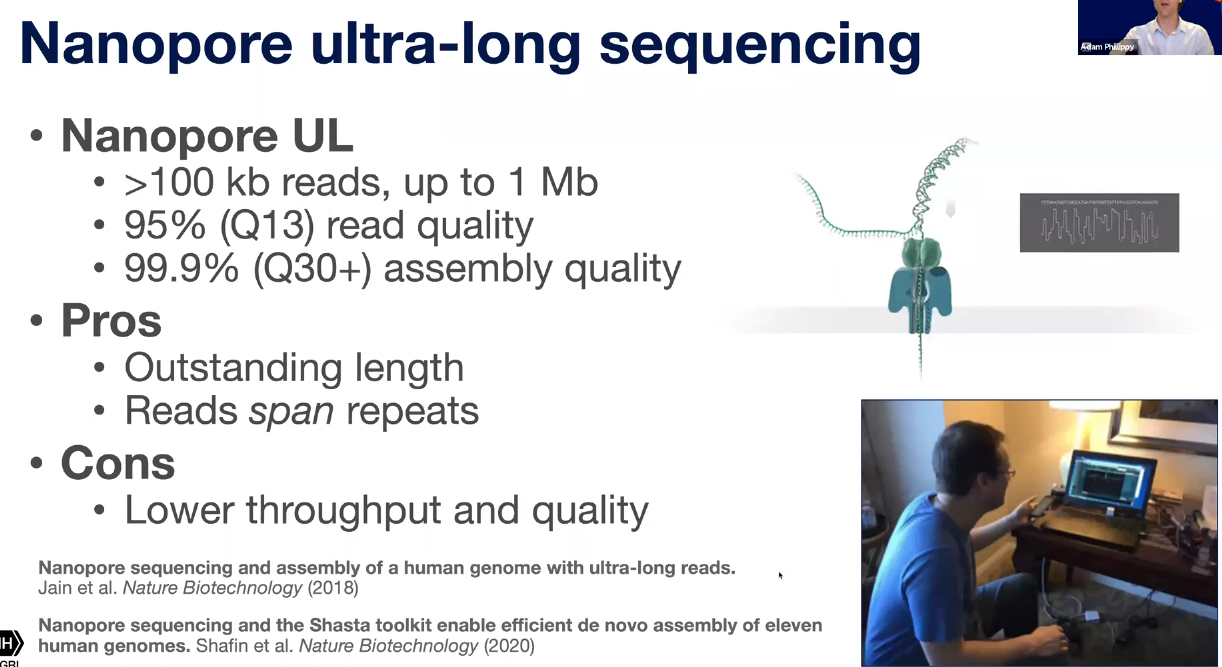 Nanopore ultra-long sequencing
Adam Phillippy
• Nanopore UL
• >100 kb reads, up to 1 Mb
• 95% (Q13) read quality
• 99.9% (Q30+) assembly quality
• Pros
• Outstanding length
• Reads span repeats
• Cons
• Lower throughput and quality
Nanopore sequencing and assembly of a human genome with ultra-long reads.
Jain et al. Nature Biotechnology (2018)
Nanopore sequencing and the Shasta toolkit enable efficient de novo assembly of eleven
human genomes. Shafin et al. Nature Biotechnology (2020)
IH